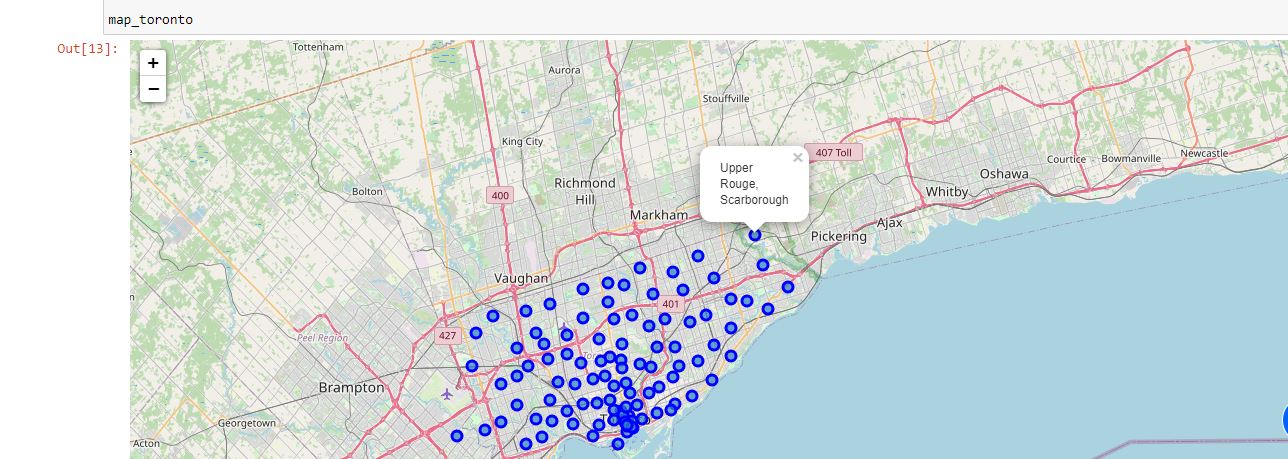 map_toronto
Out[13]:
+
−
Tottenham
Aurora
Stouffville
King City
407 Toll
Courtice
Bowmanville
Newcastle
Upper
Rouge,
Scarborough
×
Oshawa
Whitby
Bolton
400
Richmond
Hill
Markham
Ajax
Pickering
Vaughan
401
427
Peel Region
Brampton
Georgetown
Acton